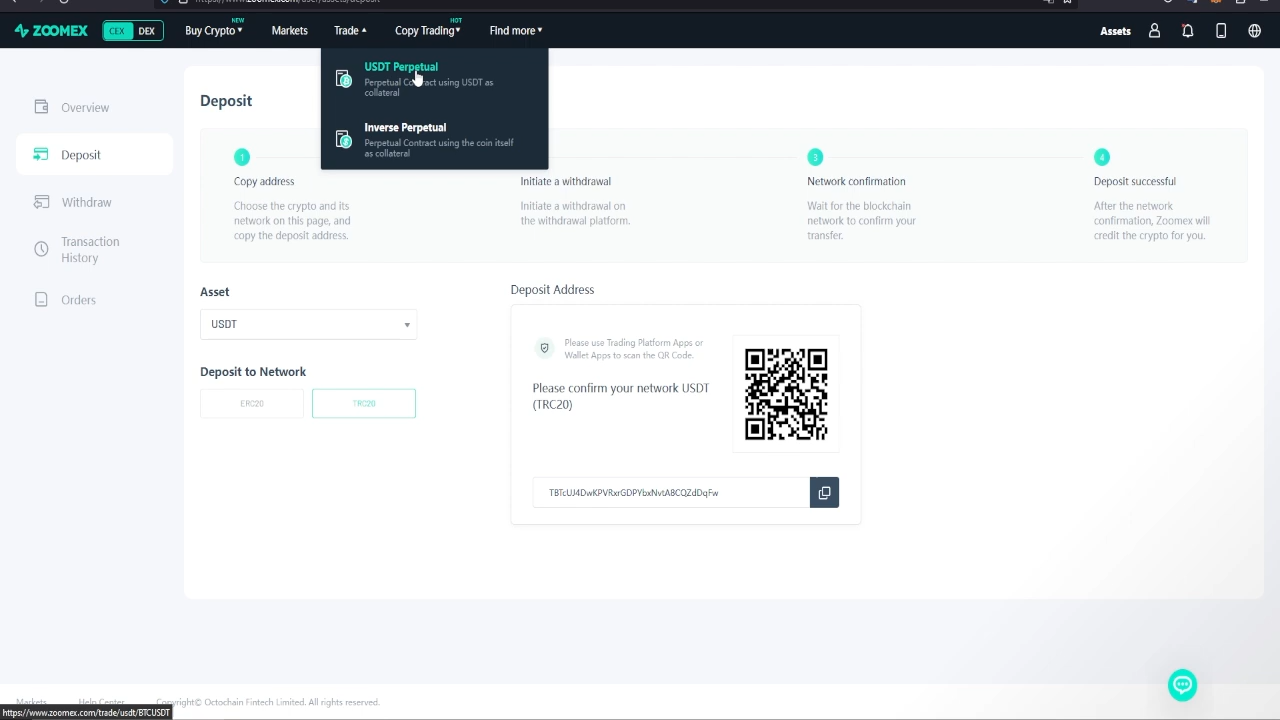 ZOOMEX
CEX DEX
Buy Crypto NEW
Markets
Trade
Copy Trading HOT
Find more
Assets
USDT Perpetual
Perpetual Contract using USDT as
collateral
Inverse Perpetual
Perpetual Contract using the coin itself
as collateral
Overview
Deposit
Withdraw
Transaction
History
Orders
Deposit
1
Copy address
Choose the crypto and its
network on this page, and
copy the deposit address.
Initiate a withdrawal
Initiate a withdrawal on
the withdrawal platform.
3
Network confirmation
Wait for the blockchain
network to confirm your
transfer.
4
Deposit successful
After the network
confirmation, Zoomex will
credit the crypto for you.
Asset
USDT
Deposit to Network
ERC20
TRC20
Deposit Address
Please use Trading Platform Apps or
Wallet Apps to scan the QR Code.
Please confirm your network USDT
(TRC20)
TBTcUJ4DwKPVRxrGDPYbxNvtA8CQZdDqFw
Markets
Help Center
Copyright© Octochain Fintech Limited. All rights reserved.
https://www.zoomex.com/trade/usdt/BTCUSDT